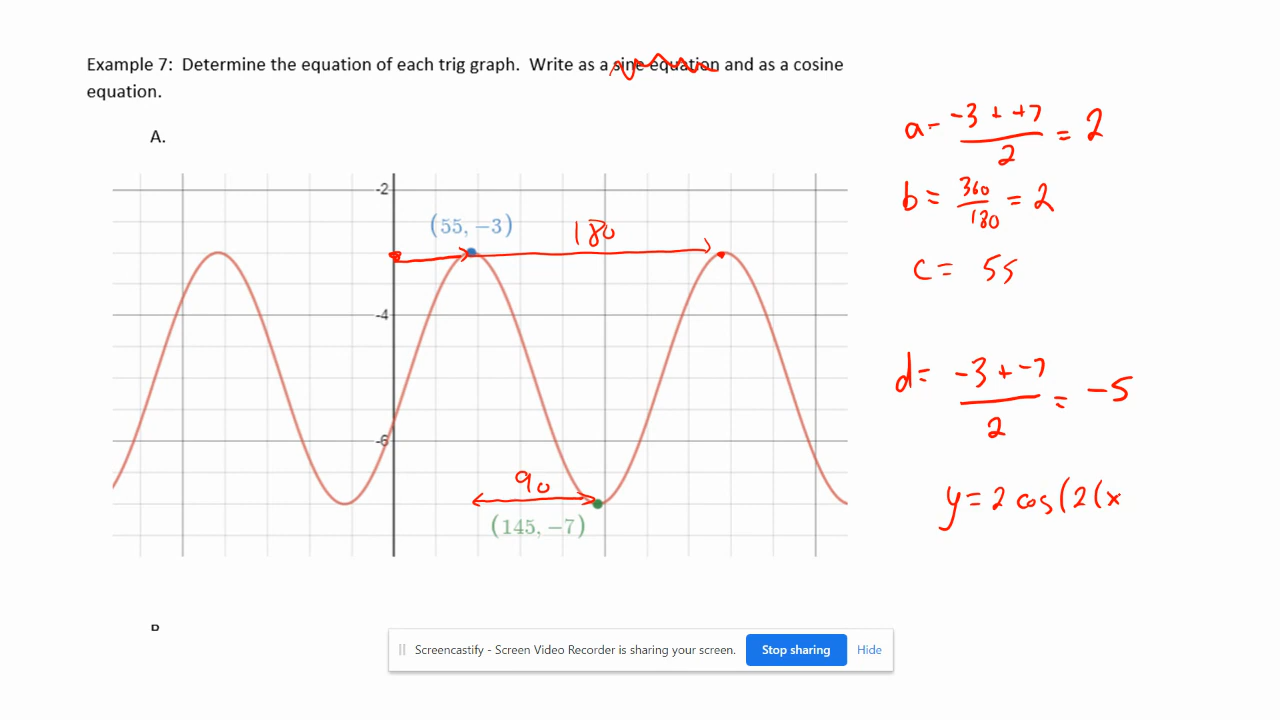 Example 7: Determine the equation of each trig graph. Write as a sine equation and as a cosine
equation.
A.
a = -3 + +7 / 2 = 2
b = 360 / 180 = 2
c = 55
d = -3 + -7 / 2 = -5
y = 2 cos(2(x
-2
(55, −3)
180
-4
-6
90
(145, −7)
Screencastify - Screen Video Recorder is sharing your screen.
Stop sharing
Hide